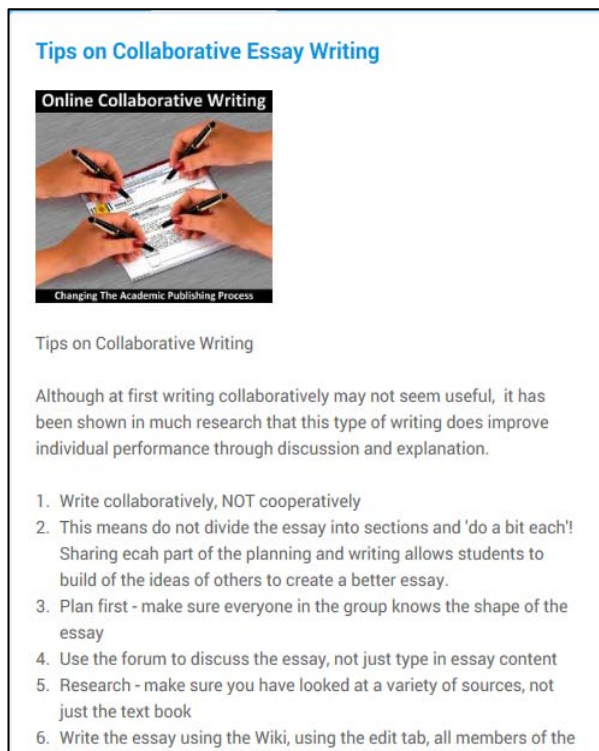 Tips on Collaborative Essay Writing
Online Collaborative Writing
Changing The Academic Publishing Process
Tips on Collaborative Writing
Although at first writing collaboratively may not seem useful,  it has
been shown in much research that this type of writing does improve
individual performance through discussion and explanation.
1. Write collaboratively, NOT cooperatively
2. This means do not divide the essay into sections and 'do a bit each'!
Sharing ecah part of the planning and writing allows students to
build of the ideas of others to create a better essay.
3. Plan first - make sure everyone in the group knows the shape of the
essay
4. Use the forum to discuss the essay, not just type in essay content
5. Research - make sure you have looked at a variety of sources, not
just the text book
6. Write the essay using the Wiki, using the edit tab, all members of the